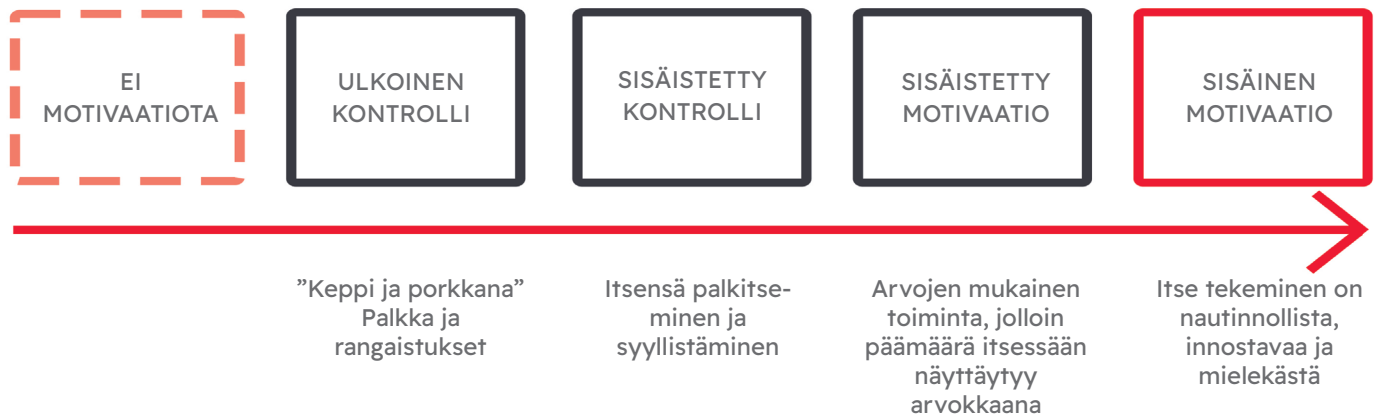 EI
MOTIVAATIOTA
ULKOINEN
KONTROLLI
SISÄISTETTY
KONTROLLI
SISÄISTETTY
MOTIVAATIO
SISÄINEN
MOTIVAATIO
”Keppi ja porkkana”
Palkka ja
rangaistukset
Itsensä palkitse-
minen ja
syyllistäminen
Arvojen mukainen
toiminta, jolloin
päämäärä itsessään
näyttäytyy
arvokkaana
Itse tekeminen on
nautinnollista,
innostavaa ja
mielekästä